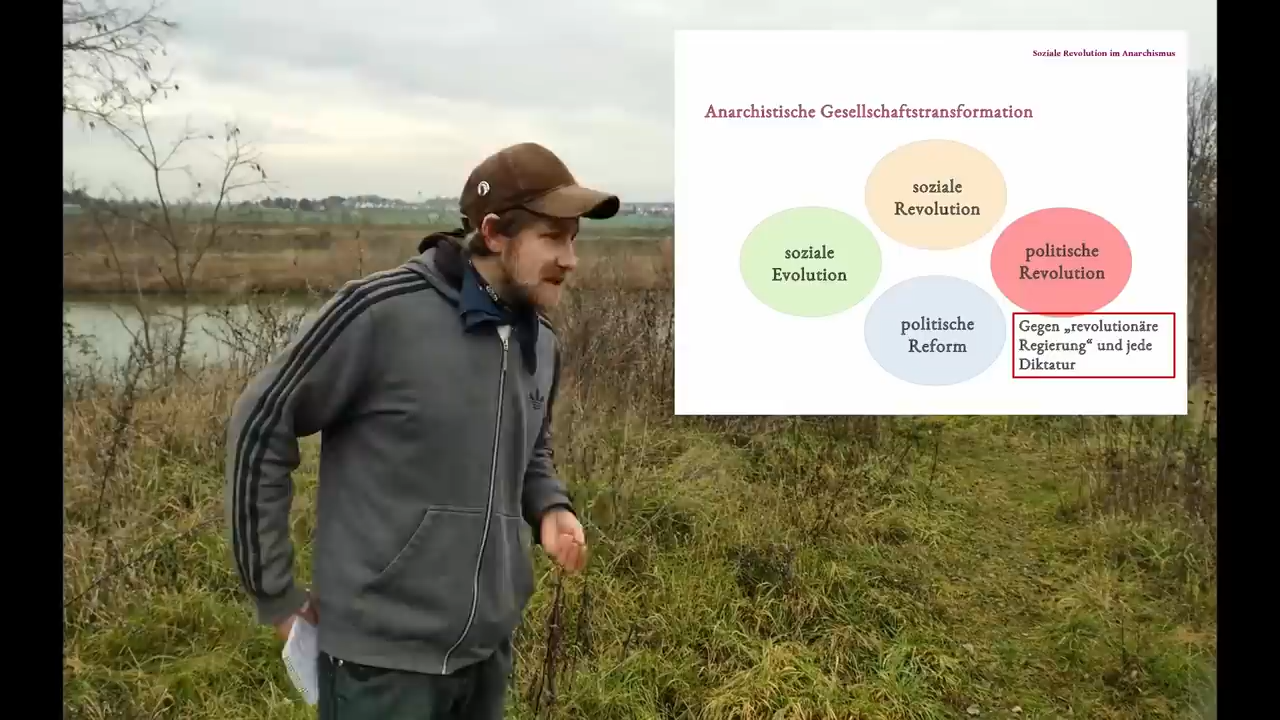 Soziale Revolution im Anarchismus
Anarchistische Gesellschaftstransformation
soziale
Revolution
soziale
Evolution
politische
Revolution
politische
Reform
Gegen „revolutionäre
Regierung“ und jede
Diktatur